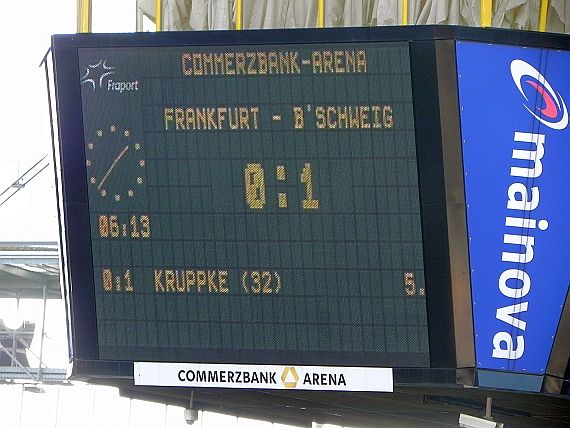 COMMERZBANK-ARENA
Fraport
FRANKFURT - B'SCHWEIG
0:1
06:13
0:1 KRUPPKE (32) 5.
COMMERZBANK ARENA
mainova